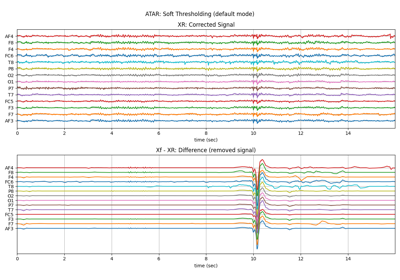 ATAR: Soft Thresholding (default mode)
XR: Corrected Signal
AF4
F8
F4
FC6
T8
P8
O2
O1
P7
T7
FC5
F3
F7
AF3
0 2 4 6 8 10 12 14
time (sec)
Xf - XR: Difference (removed signal)
AF4
F8
F4
FC6
T8
P8
O2
O1
P7
T7
FC5
F3
F7
AF3
0 2 4 6 8 10 12 14
time (sec)